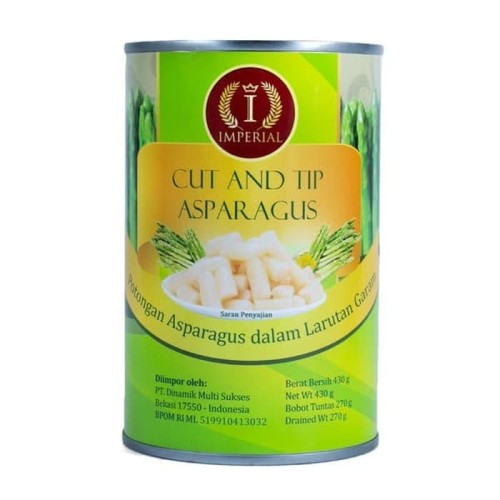 I
IMPERIAL
CUT AND TIP
ASPARAGUS
Saran Penyajian
Potongan Asparagus dalam Larutan Garam
Diimpor oleh:
PT. Dinamik Multi Sukses
Bekasi 17550 - Indonesia
BPOM RI ML 519910413032
Berat Bersih 430 g
Net Wt 430 g
Bobot Tuntas 270 g
Drained Wt 270 g